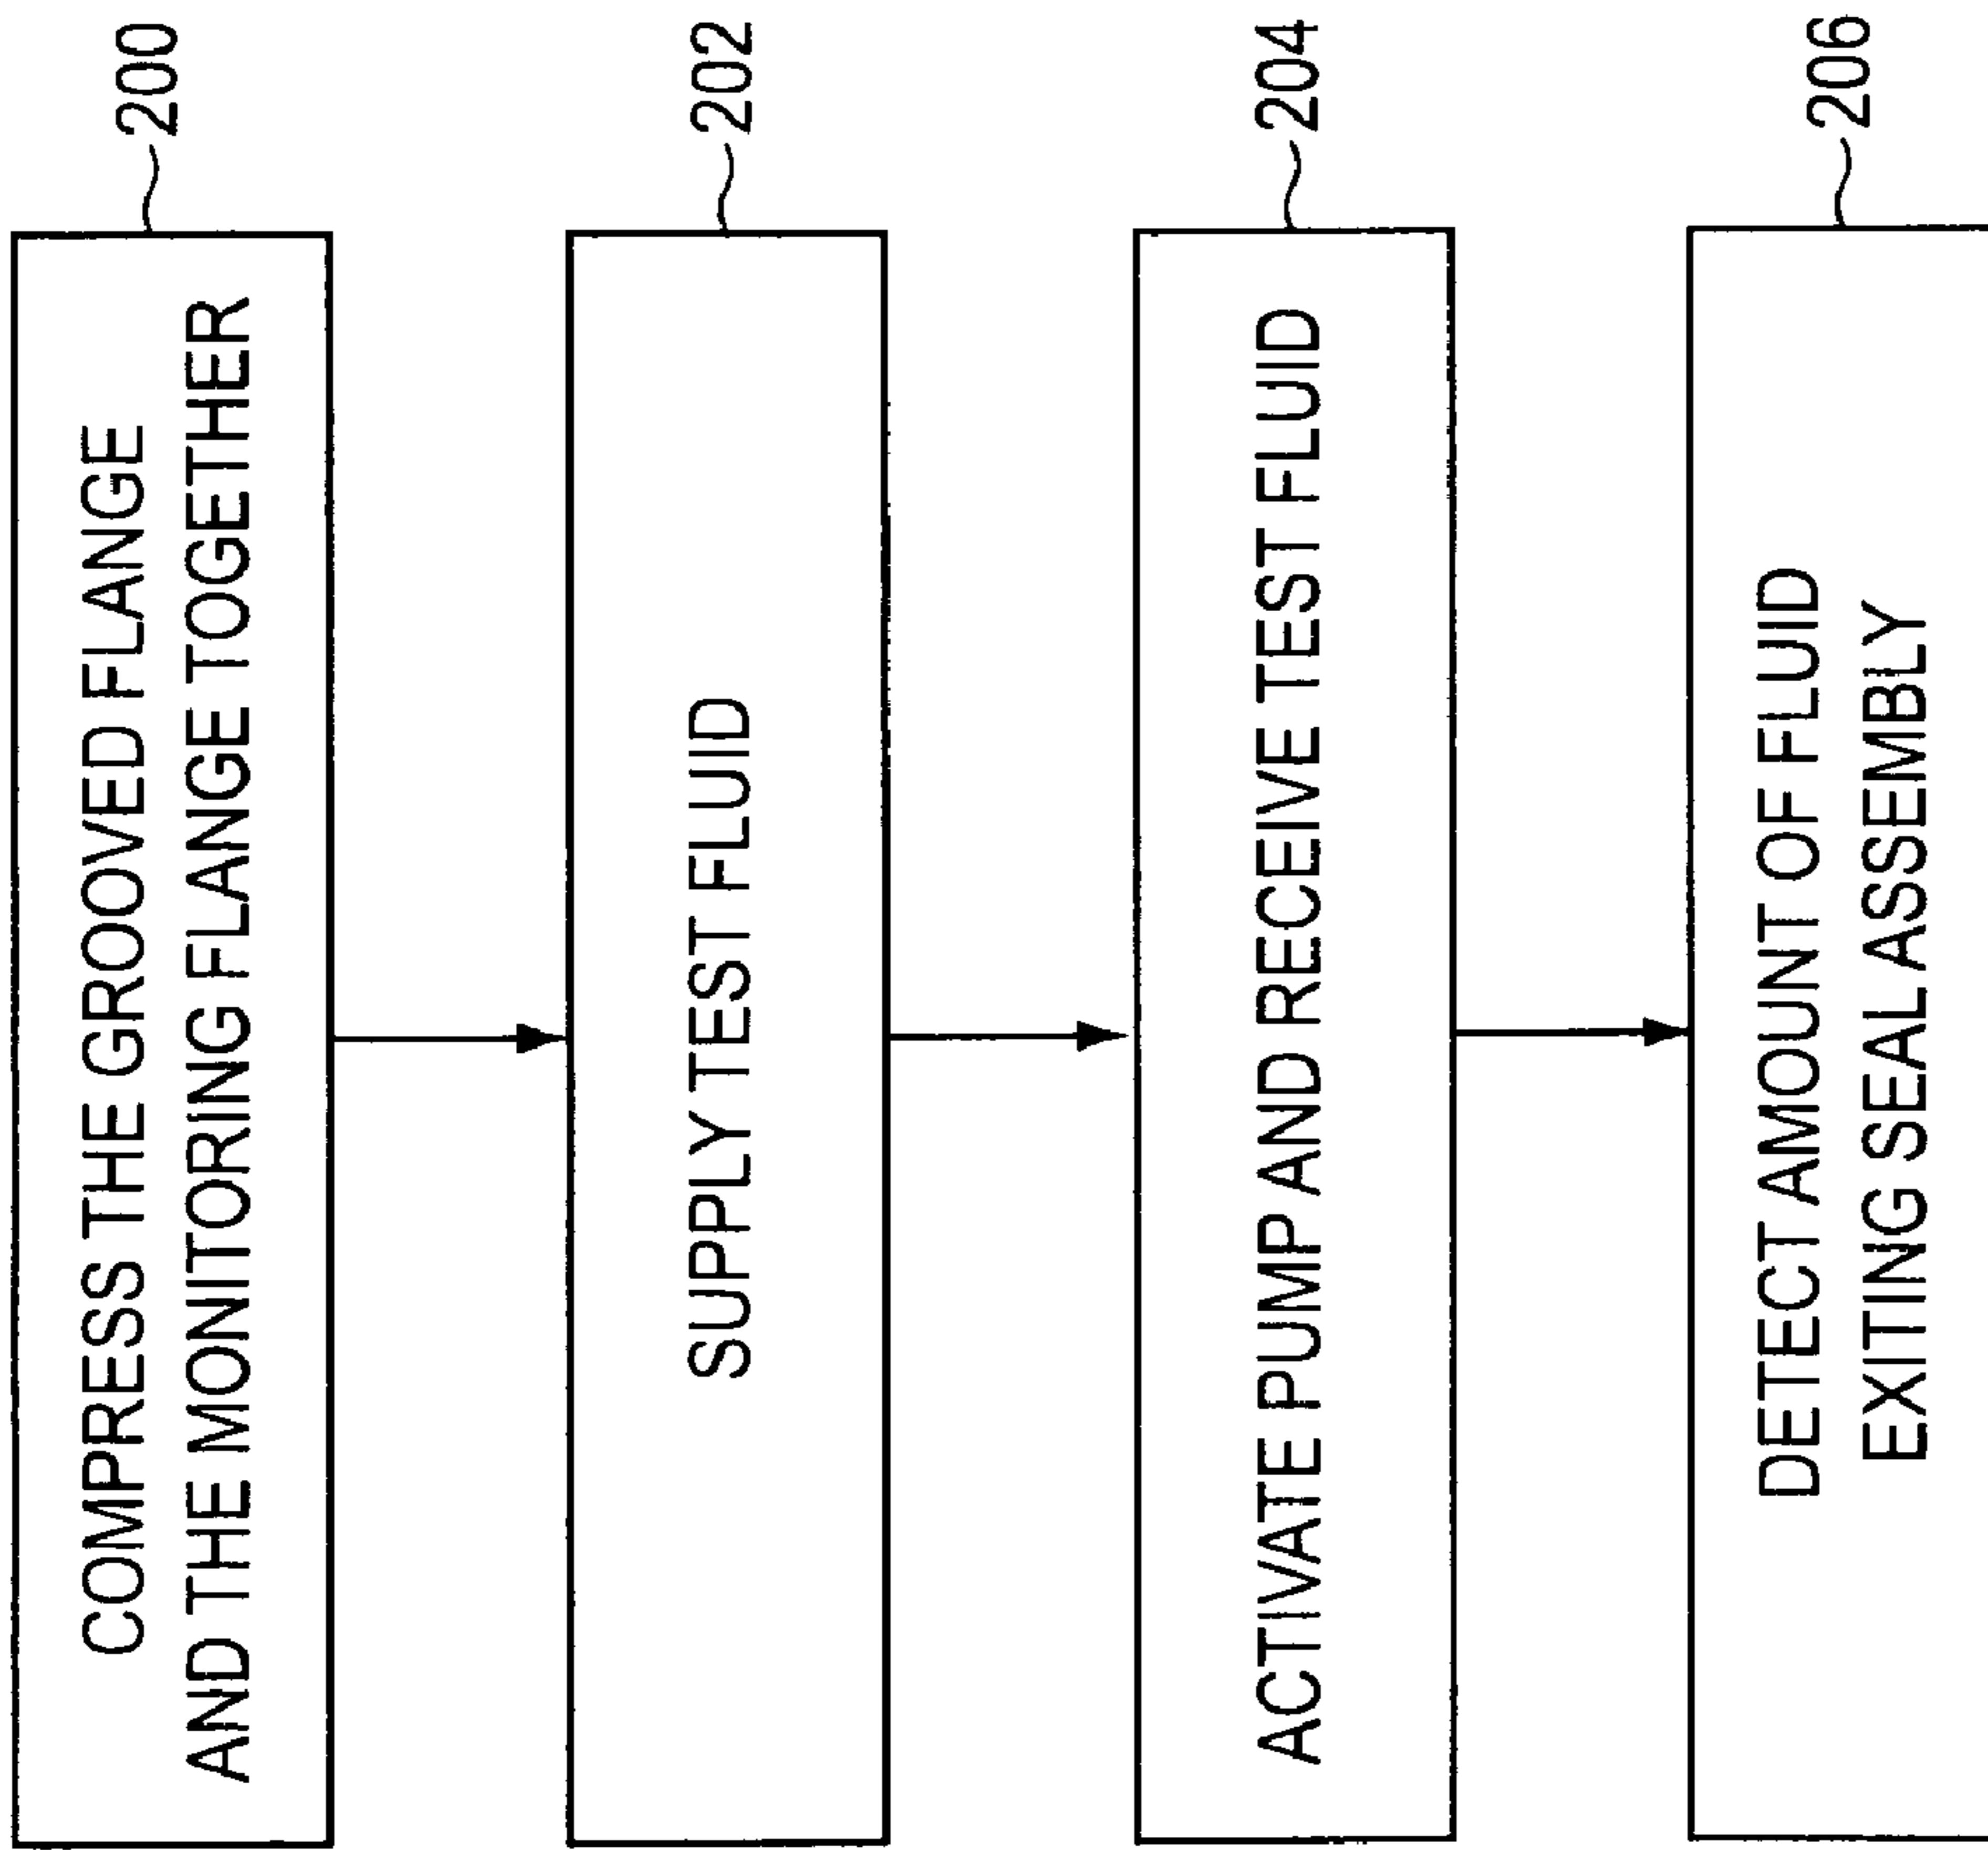 COMPRESS THE GROOVED FLANGE
AND THE MONITORING FLANGE TOGETHER
200
SUPPLY TEST FLUID
202
ACTIVATE PUMP AND RECEIVE TEST FLUID
204
DETECT AMOUNT OF FLUID
EXITING SEAL ASSEMBLY
206